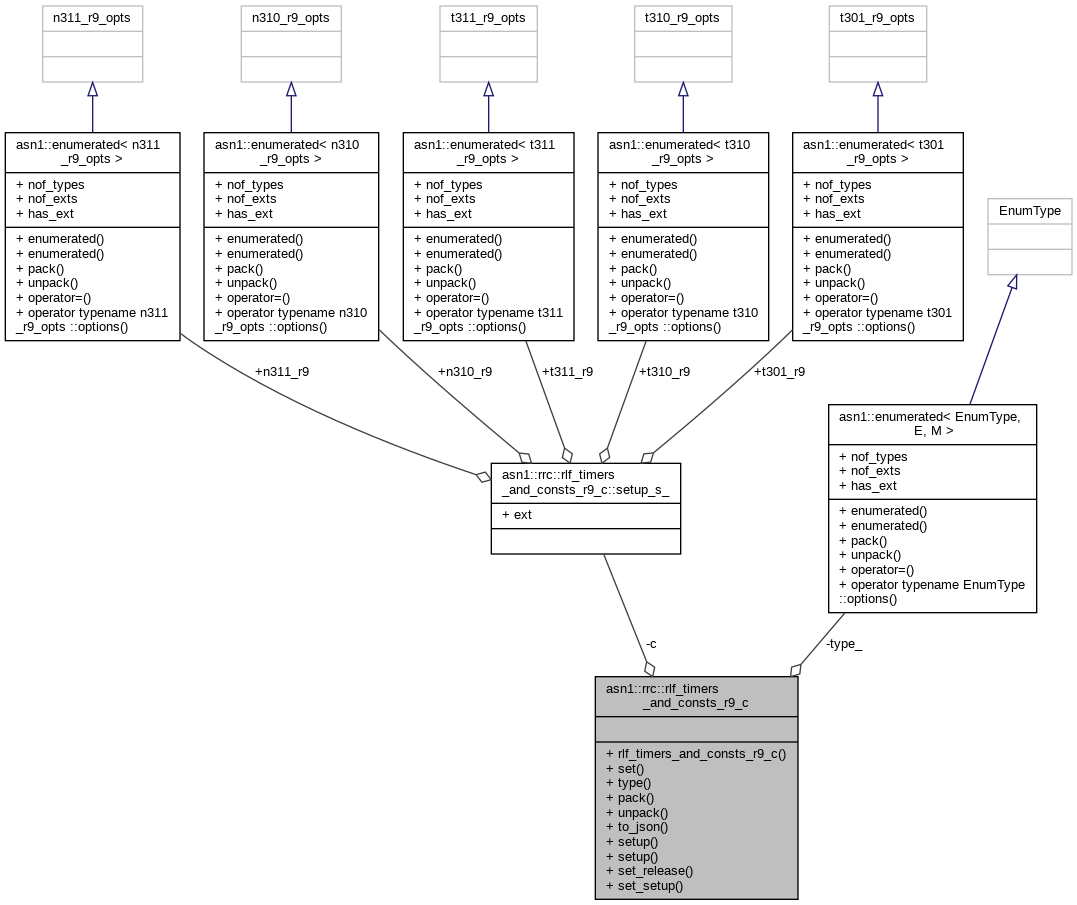 n311_r9_opts
n310_r9_opts
t311_r9_opts
t310_r9_opts
t301_r9_opts
asn1::enumerated< n311
_r9_opts >
+ nof_types
+ nof_exts
+ has_ext
+ enumerated()
+ enumerated()
+ pack()
+ unpack()
+ operator=()
+ operator typename n311
_r9_opts ::options()
asn1::enumerated< n310
_r9_opts >
+ nof_types
+ nof_exts
+ has_ext
+ enumerated()
+ enumerated()
+ pack()
+ unpack()
+ operator=()
+ operator typename n310
_r9_opts ::options()
asn1::enumerated< t311
_r9_opts >
+ nof_types
+ nof_exts
+ has_ext
+ enumerated()
+ enumerated()
+ pack()
+ unpack()
+ operator=()
+ operator typename t311
_r9_opts ::options()
asn1::enumerated< t310
_r9_opts >
+ nof_types
+ nof_exts
+ has_ext
+ enumerated()
+ enumerated()
+ pack()
+ unpack()
+ operator=()
+ operator typename t310
_r9_opts ::options()
asn1::enumerated< t301
_r9_opts >
+ nof_types
+ nof_exts
+ has_ext
+ enumerated()
+ enumerated()
+ pack()
+ unpack()
+ operator=()
+ operator typename t301
_r9_opts ::options()
EnumType
+n311_r9
+n310_r9
+t311_r9
+t310_r9
+t301_r9
asn1::enumerated< EnumType,
E, M >
+ nof_types
+ nof_exts
+ has_ext
+ enumerated()
+ enumerated()
+ pack()
+ unpack()
+ operator=()
+ operator typename EnumType
::options()
asn1::rrc::rlf_timers
_and_consts_r9_c::setup_s_
+ ext
-c
-type_
asn1::rrc::rlf_timers
_and_consts_r9_c
+ rlf_timers_and_consts_r9_c()
+ set()
+ type()
+ pack()
+ unpack()
+ to_json()
+ setup()
+ setup()
+ set_release()
+ set_setup()